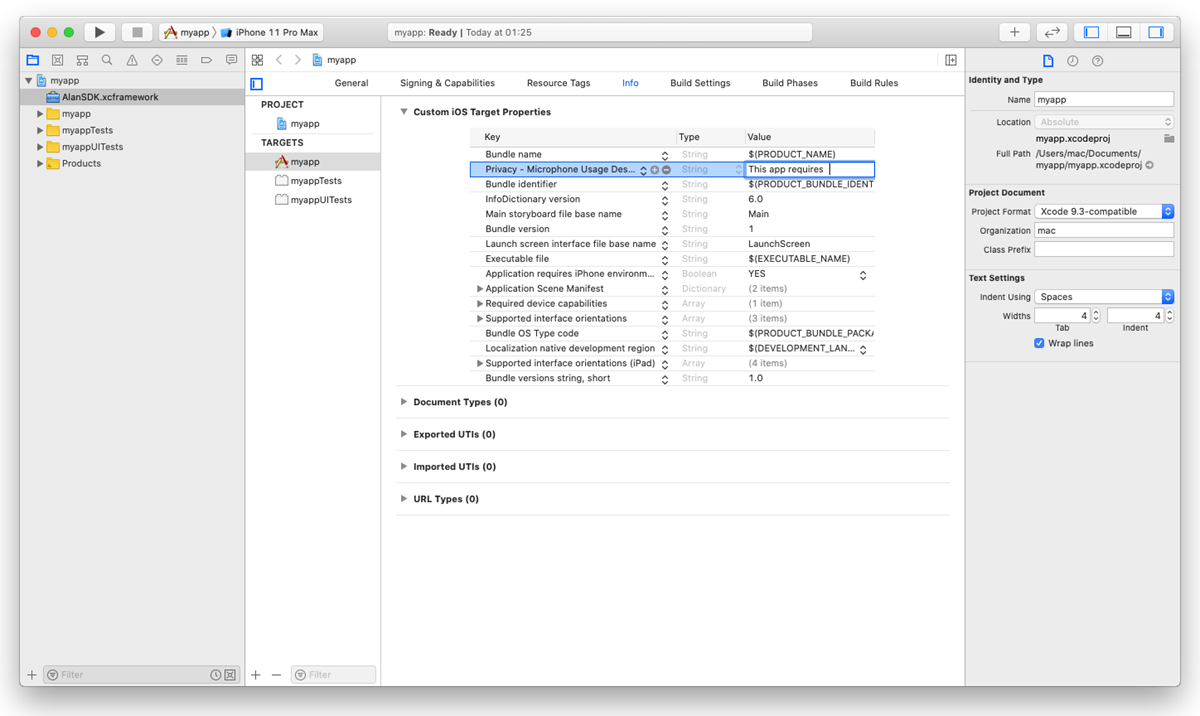 myapp
iPhone 11 Pro Max
myapp: Ready | Today at 01:25
myapp
AlanSDK.xcframework
myapp
myappTests
myappUITests
Products
Filter
myapp
General
Signing & Capabilities
Resource Tags
Info
Build Settings
Build Phases
Build Rules
PROJECT
myapp
TARGETS
myapp
myappTests
myappUITests
Filter
Custom iOS Target Properties
Key Type Value
Bundle name String $(PRODUCT_NAME)
Privacy - Microphone Usage Des... String This app requires
Bundle identifier String $(PRODUCT_BUNDLE_IDENT
InfoDictionary version String 6.0
Main storyboard file base name String Main
Bundle version String 1
Launch screen interface file base name String LaunchScreen
Executable file String $(EXECUTABLE_NAME)
Application requires iPhone environm... Boolean YES
Application Scene Manifest Dictionary (2 items)
Required device capabilities Array (1 item)
Supported interface orientations Array (3 items)
Bundle OS Type code String $(PRODUCT_BUNDLE_PACKA
Localization native development region String $(DEVELOPMENT_LAN...
Supported interface orientations (iPad) Array (4 items)
Bundle versions string, short String 1.0
Document Types (0)
Exported UTIs (0)
Imported UTIs (0)
URL Types (0)
Identity and Type
Name myapp
Location Absolute
myapp.xcodeproj
Full Path /Users/mac/Documents/
myapp/myapp.xcodeproj
Project Document
Project Format Xcode 9.3-compatible
Organization mac
Class Prefix
Text Settings
Indent Using Spaces
Widths 4 4
Tab Indent
Wrap lines